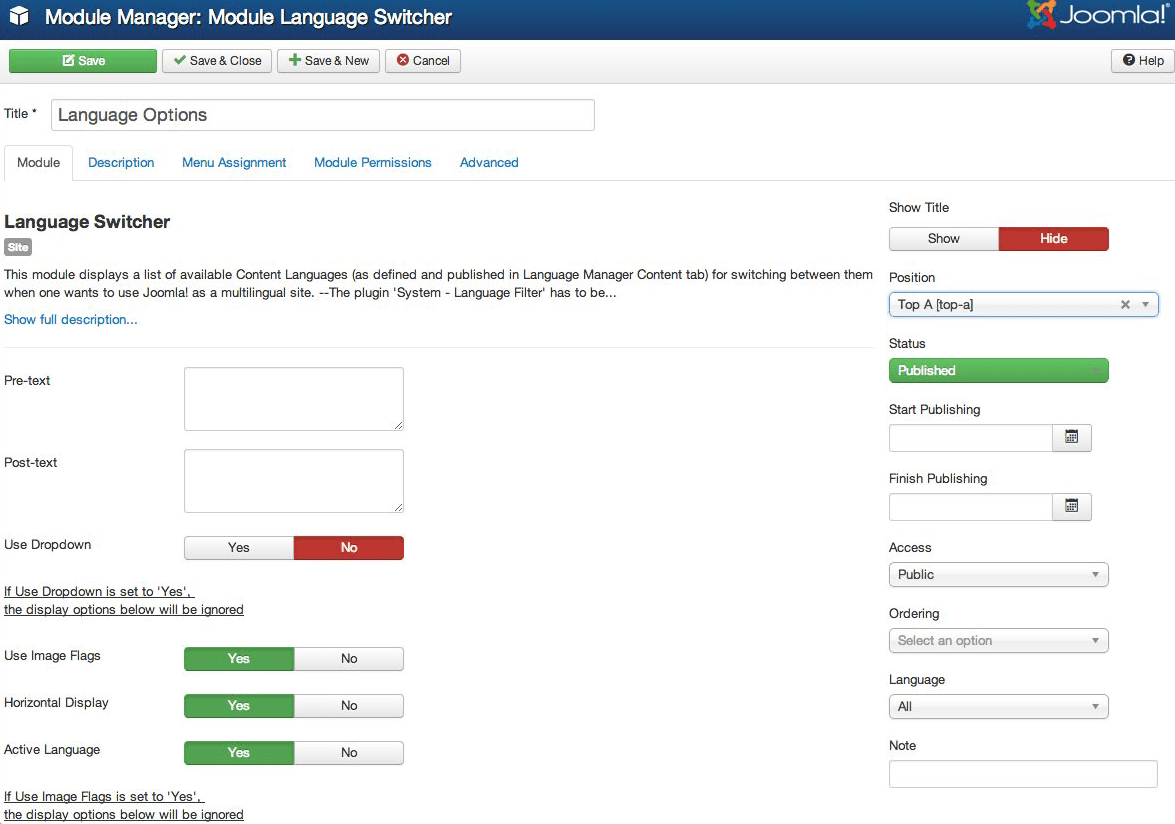 Module Manager: Module Language Switcher
Joomla!®
Save
Save & Close
Save & New
Cancel
Help
Title *
Language Options
Module
Description
Menu Assignment
Module Permissions
Advanced
Language Switcher
Site
This module displays a list of available Content Languages (as defined and published in Language Manager Content tab) for switching between them
when one wants to use Joomla! as a multilingual site. --The plugin 'System - Language Filter' has to be...
Show full description...
Pre-text
Post-text
Use Dropdown
Yes
No
If Use Dropdown is set to 'Yes',
the display options below will be ignored
Use Image Flags
Yes
No
Horizontal Display
Yes
No
Active Language
Yes
No
If Use Image Flags is set to 'Yes',
the display options below will be ignored
Show Title
Show
Hide
Position
Top A [top-a]
Status
Published
Start Publishing
Finish Publishing
Access
Public
Ordering
Select an option
Language
All
Note